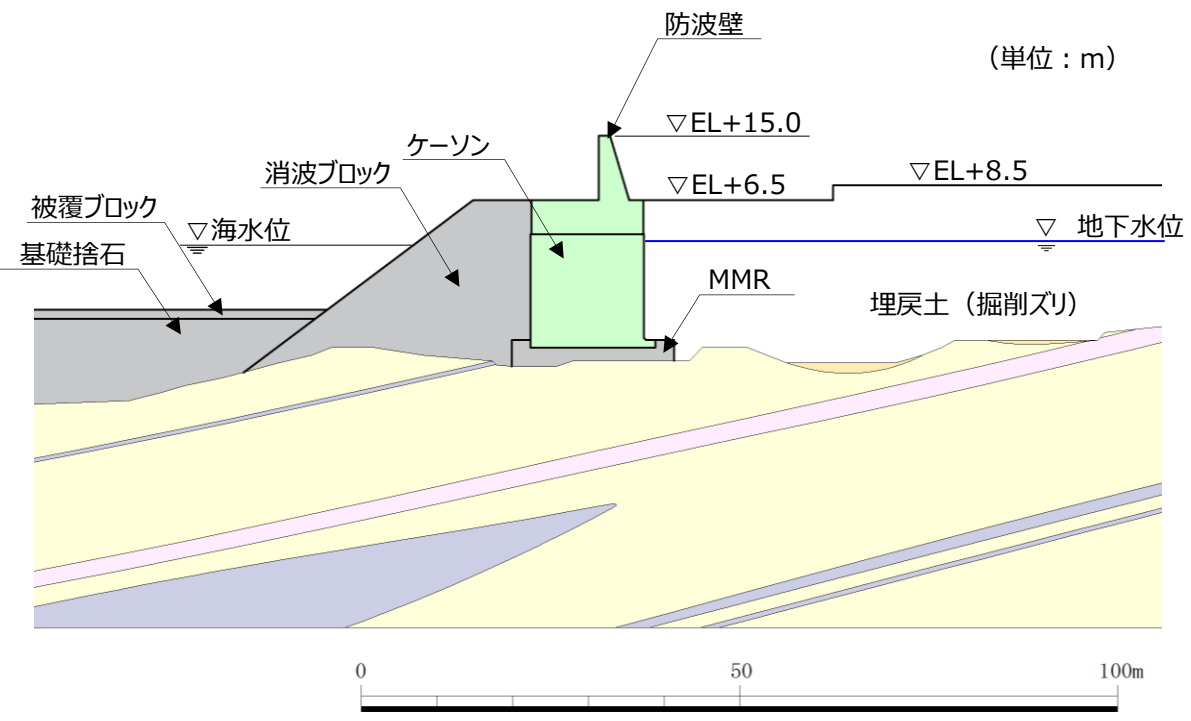 防波壁
（単位：m）
▽EL+15.0
ケーソン
消波ブロック
▽EL+6.5
▽EL+8.5
被覆ブロック
▽海水位
▽ 地下水位
基礎捨石
MMR
埋戻土（掘削ズリ）
0
50
100m